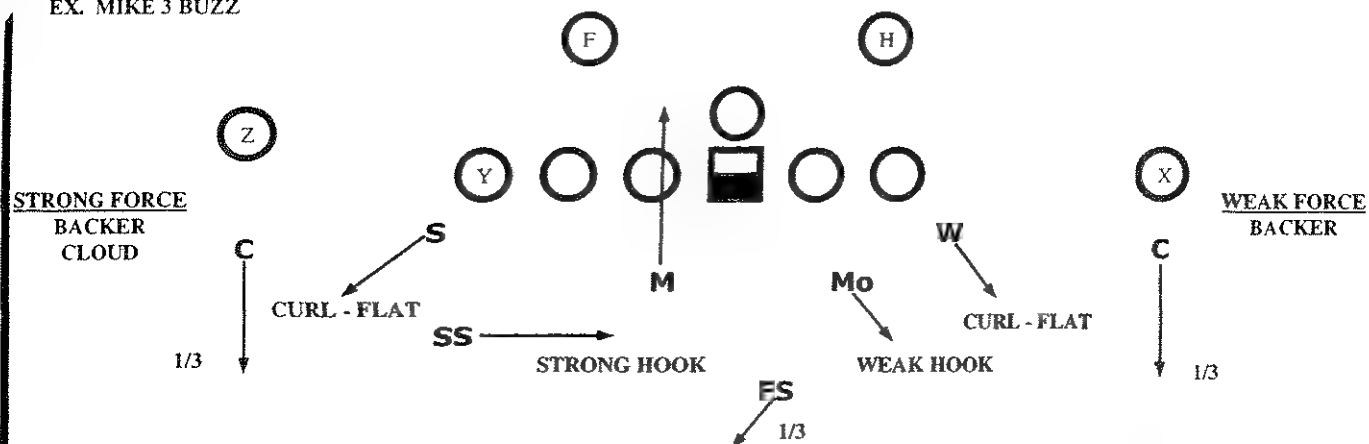 EX. MIKE 3 BUZZ
F
H
Z
Y
X
STRONG FORCE
BACKER
CLOUD
WEAK FORCE
BACKER
S
W
C
C
M
Mo
CURL - FLAT
CURL - FLAT
SS
STRONG HOOK
WEAK HOOK
1/3
1/3
FS
1/3